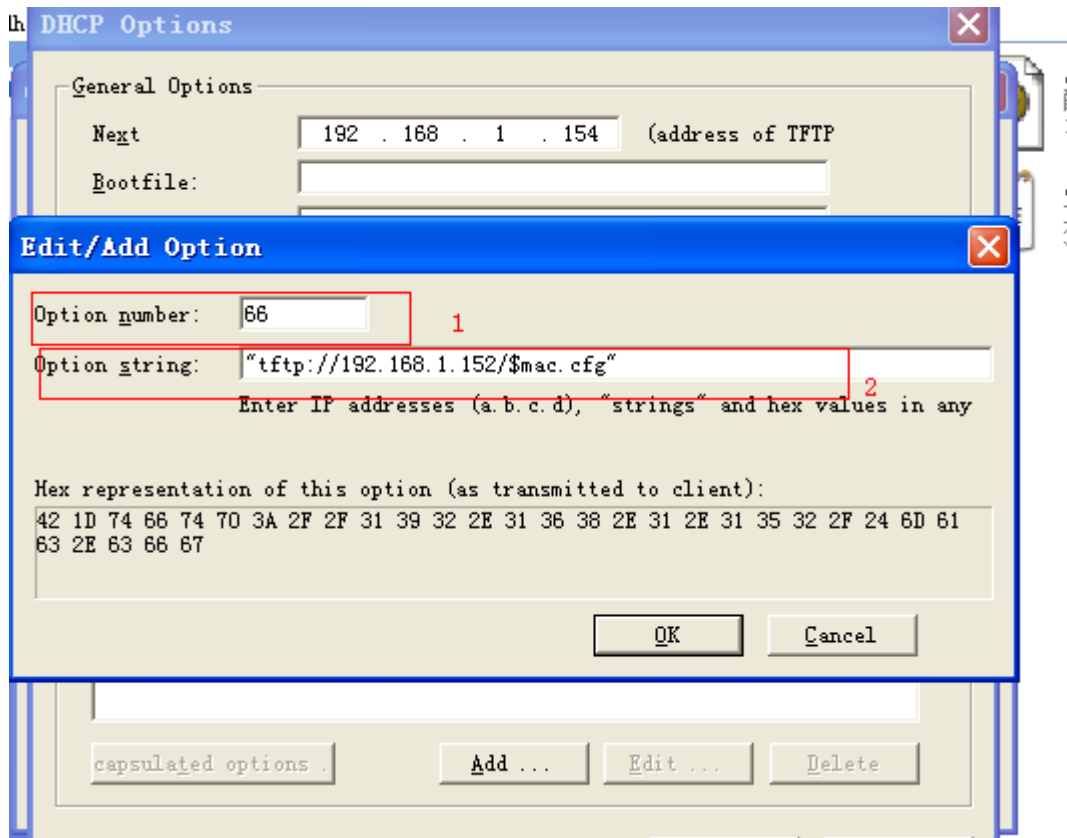 DHCP Options
General Options
Next 192 . 168 . 1 . 154 (address of TFTP
Bootfile:
Edit/Add Option
Option number: 66 1
Option string: "tftp://192.168.1.152/$mac.cfg" 2
Enter IP addresses (a.b.c.d), "strings" and hex values in any
Hex representation of this option (as transmitted to client):
42 1D 74 66 74 70 3A 2F 2F 31 39 32 2E 31 36 38 2E 31 2E 31 35 32 2F 24 6D 61
63 2E 63 66 67
OK Cancel
capsulated options . Add ... Edit ... Delete